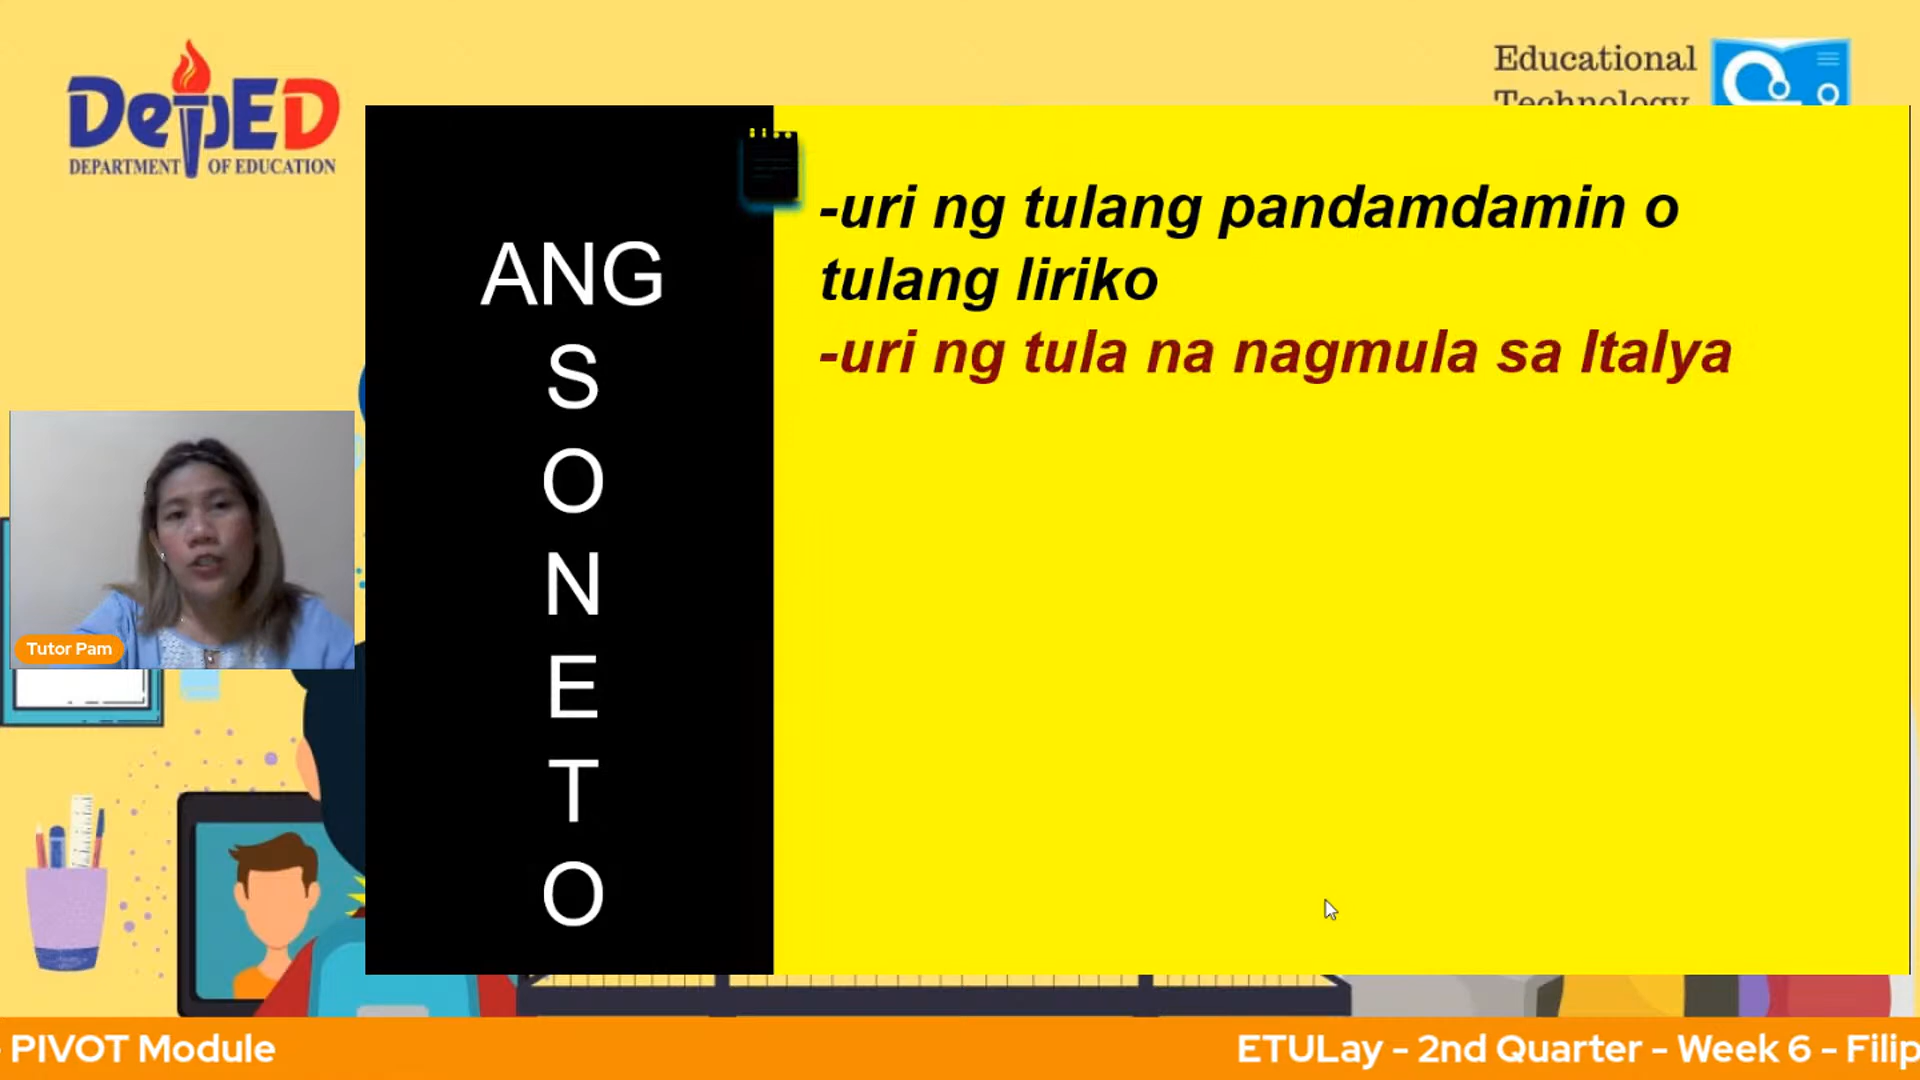 DepED
DEPARTMENT OF EDUCATION
Educational
Technology
ANG
S
O
N
E
T
O
-uri ng tulang pandamdamin o
tulang liriko
-uri ng tula na nagmula sa Italya
Tutor Pam
PIVOT Module
ETULay - 2nd Quarter - Week 6 - Filip